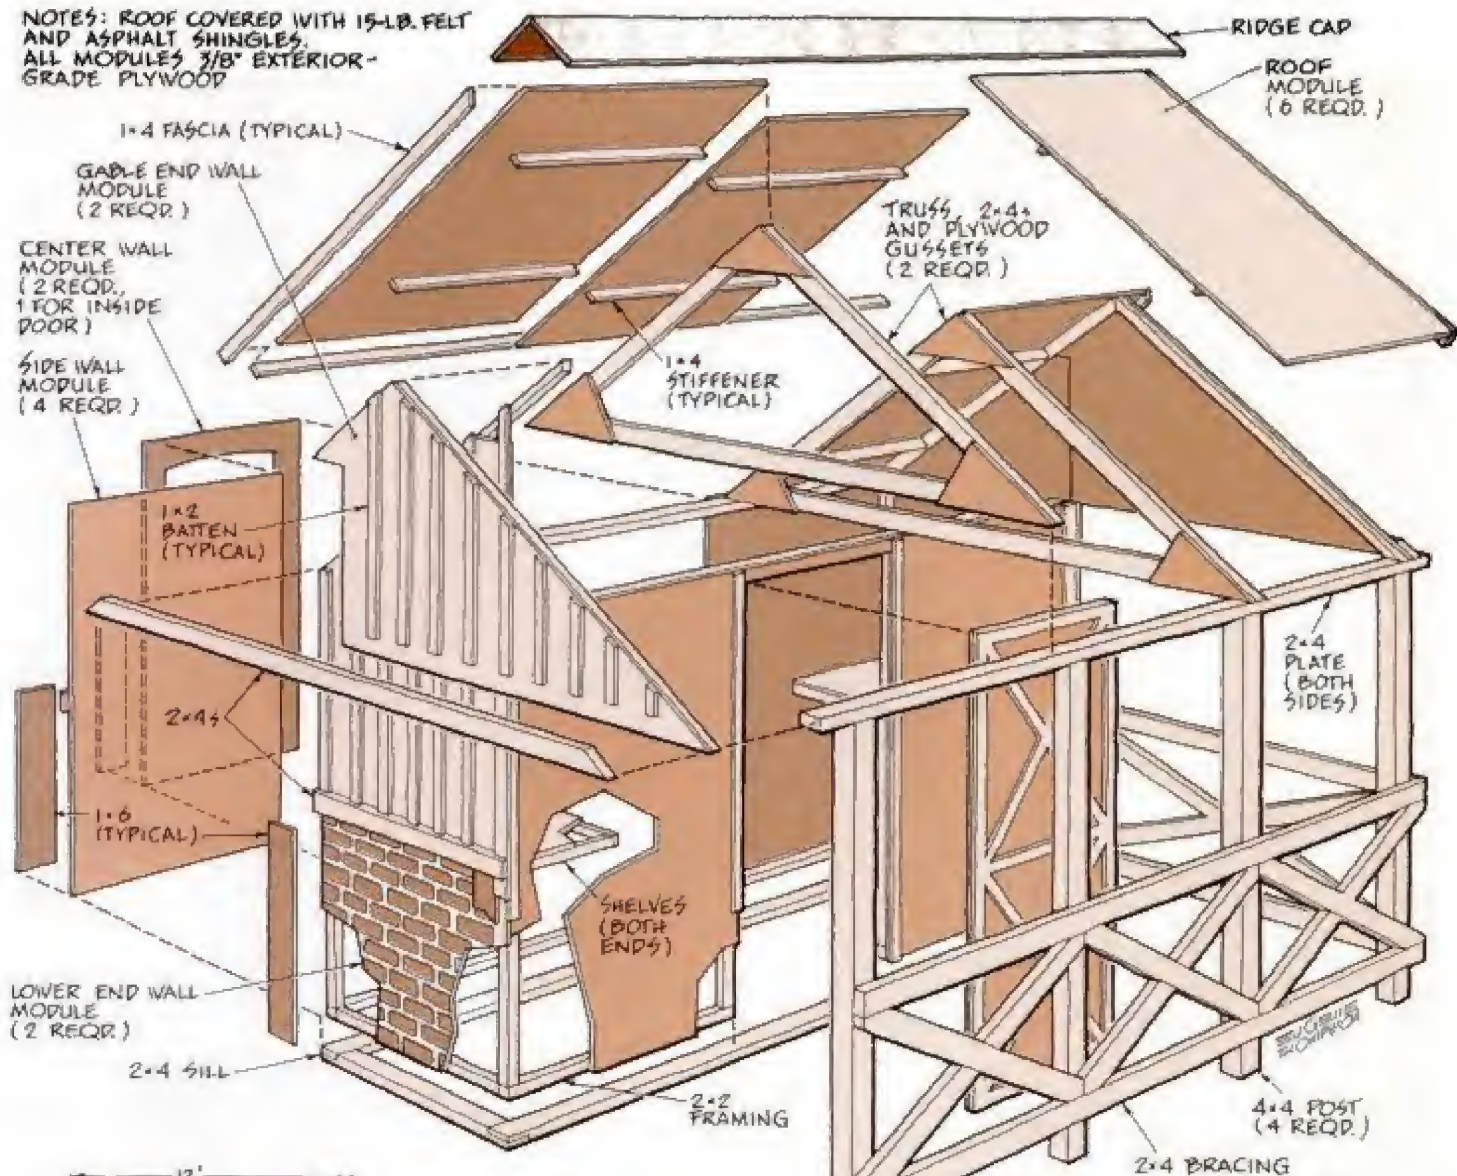 NOTES: ROOF COVERED WITH 15-LB. FELT
AND ASPHALT SHINGLES.
ALL MODULES 3/8" EXTERIOR-
GRADE PLYWOOD
RIDGE CAP
ROOF
MODULE
(6 REQD.)
1×4 FASCIA (TYPICAL)
GABLE END WALL
MODULE
(2 REQD.)
CENTER WALL
MODULE
(2 REQD.,
1 FOR INSIDE
DOOR)
SIDE WALL
MODULE
(4 REQD.)
TRUSS, 2×4s
AND PLYWOOD
GUSSETS
(2 REQD.)
1×4
STIFFENER
(TYPICAL)
1×2
BATTEN
(TYPICAL)
2×4
PLATE
(BOTH
SIDES)
2×4s
1×6
(TYPICAL)
SHELVES
(BOTH
ENDS)
LOWER END WALL
MODULE
(2 REQD.)
2×4 SILL
2×2
FRAMING
4×4 POST
(4 REQD.)
2×4 BRACING
12'